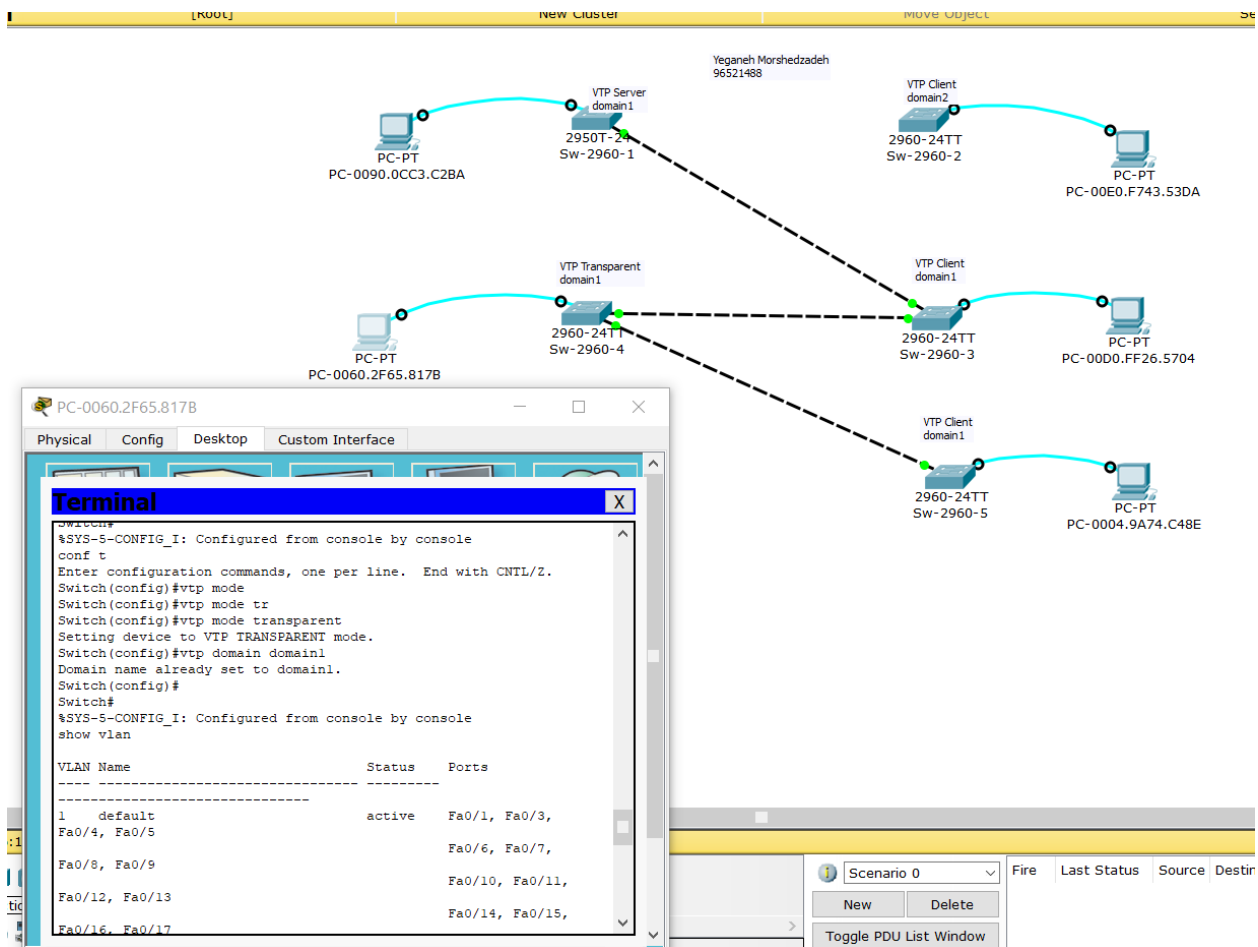 [Root]
New Cluster
Move Object
Yeganeh Morshedzadeh
96521488
VTP Server
domain1
2950T-24
Sw-2960-1
PC-PT
PC-0090.0CC3.C2BA
VTP Client
domain2
2960-24TT
Sw-2960-2
PC-PT
PC-00E0.F743.53DA
VTP Transparent
domain1
2960-24TT
Sw-2960-4
PC-PT
PC-0060.2F65.817B
VTP Client
domain1
2960-24TT
Sw-2960-3
PC-PT
PC-00D0.FF26.5704
VTP Client
domain1
2960-24TT
Sw-2960-5
PC-PT
PC-0004.9A74.C48E
PC-0060.2F65.817B
Physical Config Desktop Custom Interface
Terminal X
Switch#
%SYS-5-CONFIG_I: Configured from console by console
conf t
Enter configuration commands, one per line. End with CNTL/Z.
Switch(config)#vtp mode
Switch(config)#vtp mode tr
Switch(config)#vtp mode transparent
Setting device to VTP TRANSPARENT mode.
Switch(config)#vtp domain domain1
Domain name already set to domain1.
Switch(config)#
Switch#
%SYS-5-CONFIG_I: Configured from console by console
show vlan
VLAN Name Status Ports
---- -------------------------------- ---------
-------------------------------
1 default active Fa0/1, Fa0/3,
Fa0/4, Fa0/5
Fa0/6, Fa0/7,
Fa0/8, Fa0/9
Fa0/10, Fa0/11,
Fa0/12, Fa0/13
Fa0/14, Fa0/15,
Fa0/16, Fa0/17
Scenario 0
New Delete
Toggle PDU List Window
Fire Last Status Source